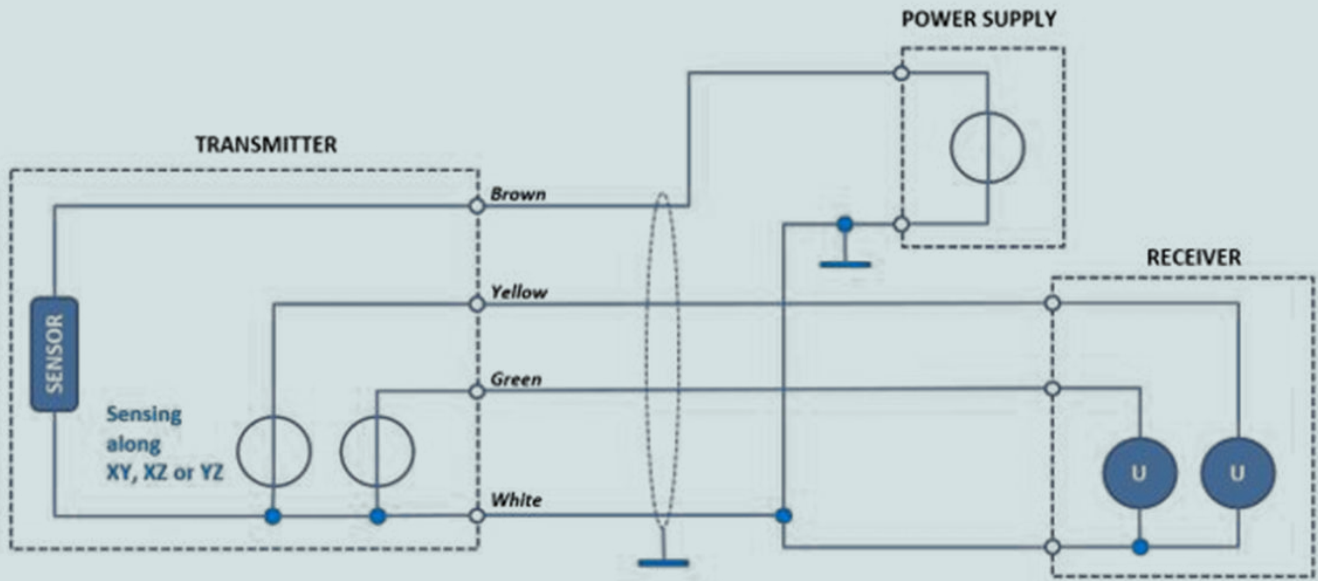 POWER SUPPLY
TRANSMITTER
Brown
RECEIVER
Yellow
SENSOR
Green
Sensing
along
XY, XZ or YZ
U
U
White